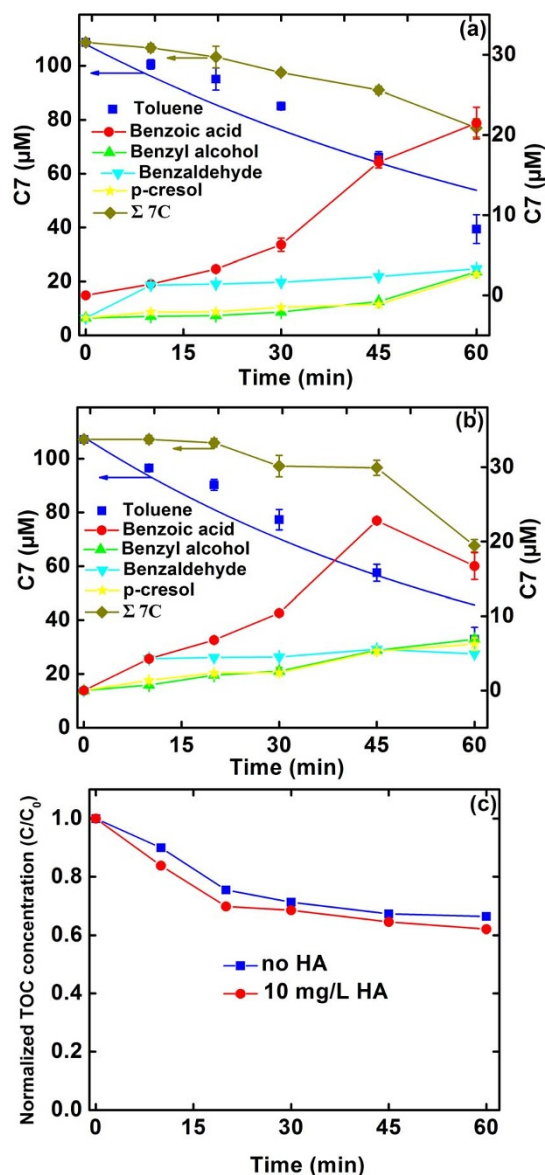 (a)
100
80
60
40
20
0
C7 (µM)
Toluene
Benzoic acid
Benzyl alcohol
Benzaldehyde
p-cresol
Σ 7C
30
20
10
0
C7 (µM)
0 15 30 45 60
Time (min)
(b)
100
80
60
40
20
0
C7 (µM)
Toluene
Benzoic acid
Benzyl alcohol
Benzaldehyde
p-cresol
Σ 7C
30
20
10
0
C7 (µM)
0 15 30 45 60
Time (min)
(c)
1.0
0.8
0.6
0.4
0.2
0.0
Normalized TOC concentration (C/C₀)
no HA
10 mg/L HA
0 15 30 45 60
Time (min)